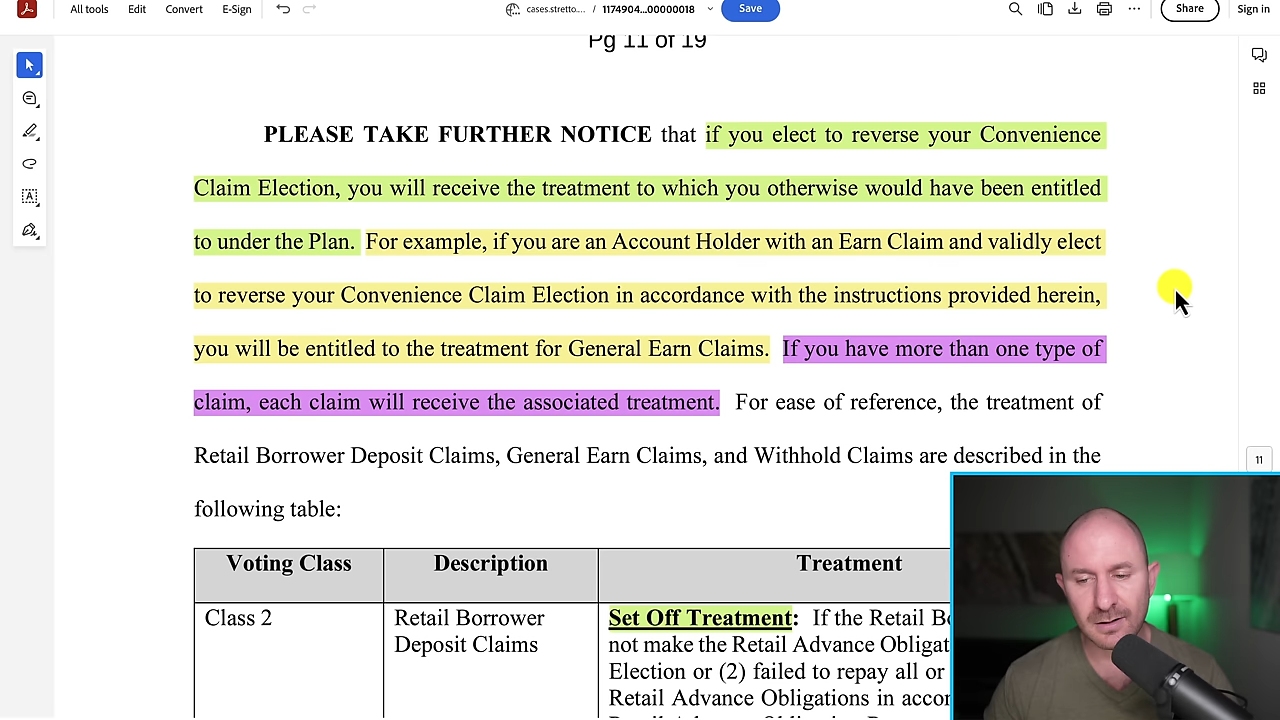 All tools Edit Convert E-Sign cases.stretto.... / 1174904...00000018 Save Share Sign in
Pg 11 of 19
PLEASE TAKE FURTHER NOTICE that if you elect to reverse your Convenience
Claim Election, you will receive the treatment to which you otherwise would have been entitled
to under the Plan. For example, if you are an Account Holder with an Earn Claim and validly elect
to reverse your Convenience Claim Election in accordance with the instructions provided herein,
you will be entitled to the treatment for General Earn Claims. If you have more than one type of
claim, each claim will receive the associated treatment. For ease of reference, the treatment of
Retail Borrower Deposit Claims, General Earn Claims, and Withhold Claims are described in the
11
following table:
Voting Class Description Treatment
Class 2 Retail Borrower Set Off Treatment: If the Retail
Deposit Claims not make the Retail Advance
Election or (2) failed to repay all or
Retail Advance Obligations in